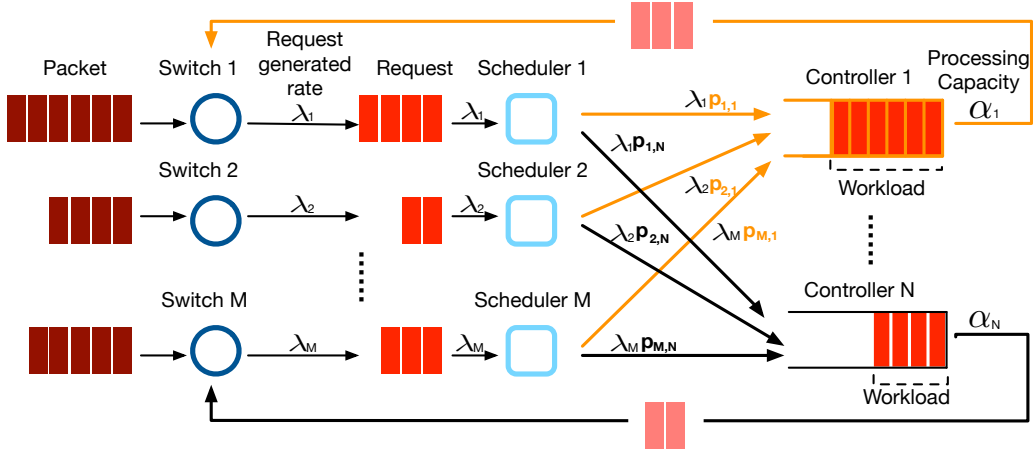 Packet
Switch 1
Request
generated
rate
Request
Scheduler 1
Controller 1
Processing
Capacity
λ1
λ1
λ1p1,1
λ1p1,N
α1
Workload
Switch 2
Scheduler 2
λ2
λ2
λ2p2,1
λ2p2,N
λMpM,1
Switch M
Scheduler M
Controller N
λM
λM
λMpM,N
αN
Workload